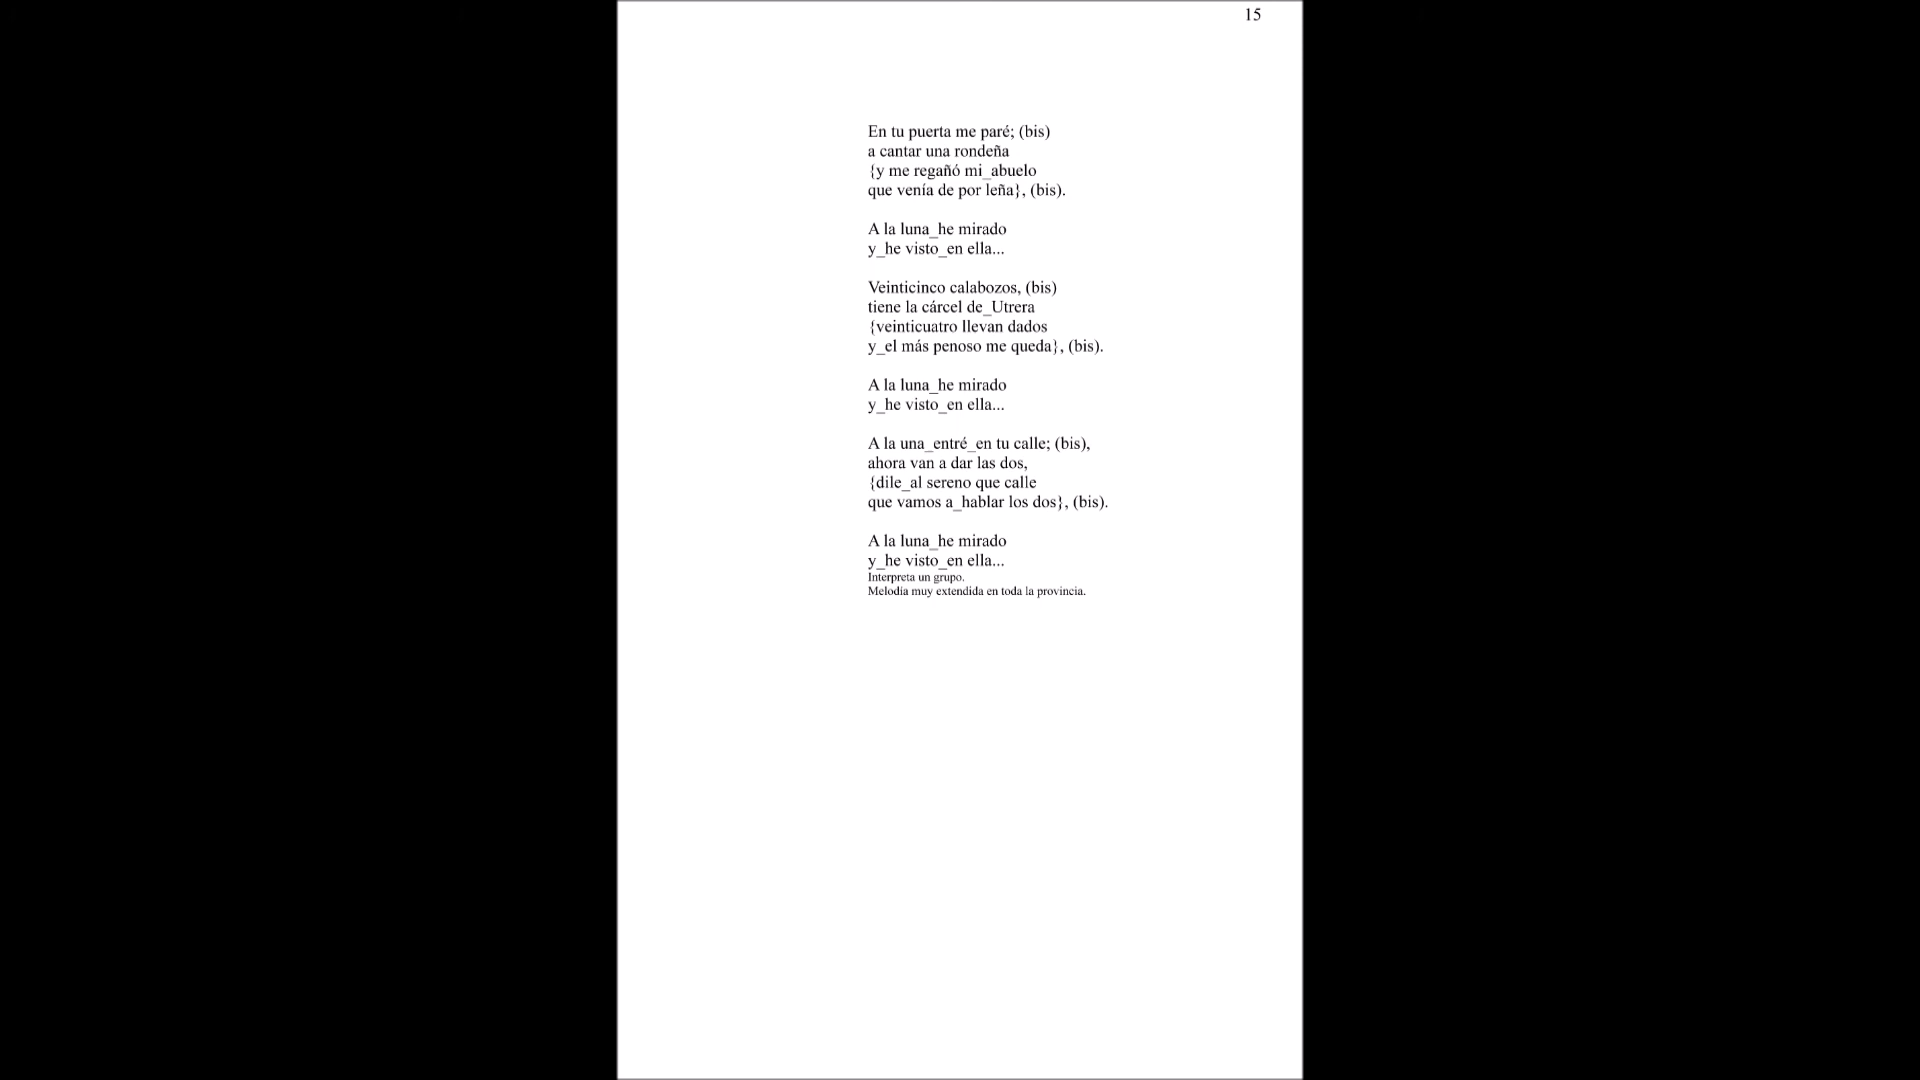 15
En tu puerta me paré; (bis)
a cantar una rondeña
{y me regañó mi_abuelo
que venía de por leña}, (bis).
A la luna_he mirado
y_he visto_en ella...
Veinticinco calabozos, (bis)
tiene la cárcel de_Utrera
{veinticuatro llevan dados
y_el más penoso me queda}, (bis).
A la luna_he mirado
y_he visto_en ella...
A la una_entré_en tu calle; (bis),
ahora van a dar las dos,
{dile_al sereno que calle
que vamos a_hablar los dos}, (bis).
A la luna_he mirado
y_he visto_en ella...
Interpreta un grupo.
Melodía muy extendida en toda la provincia.